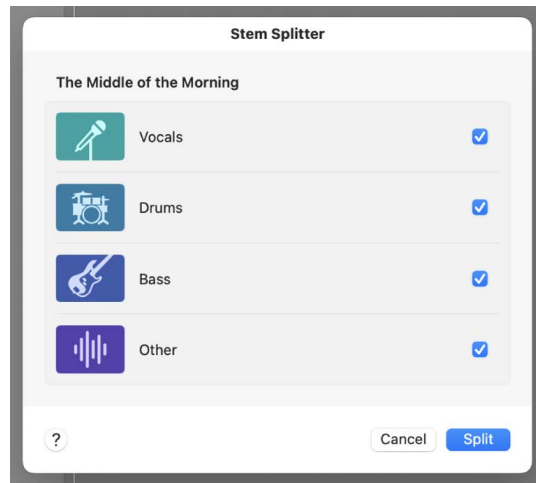 Stem Splitter
The Middle of the Morning
Vocals
Drums
Bass
Other
? Cancel Split